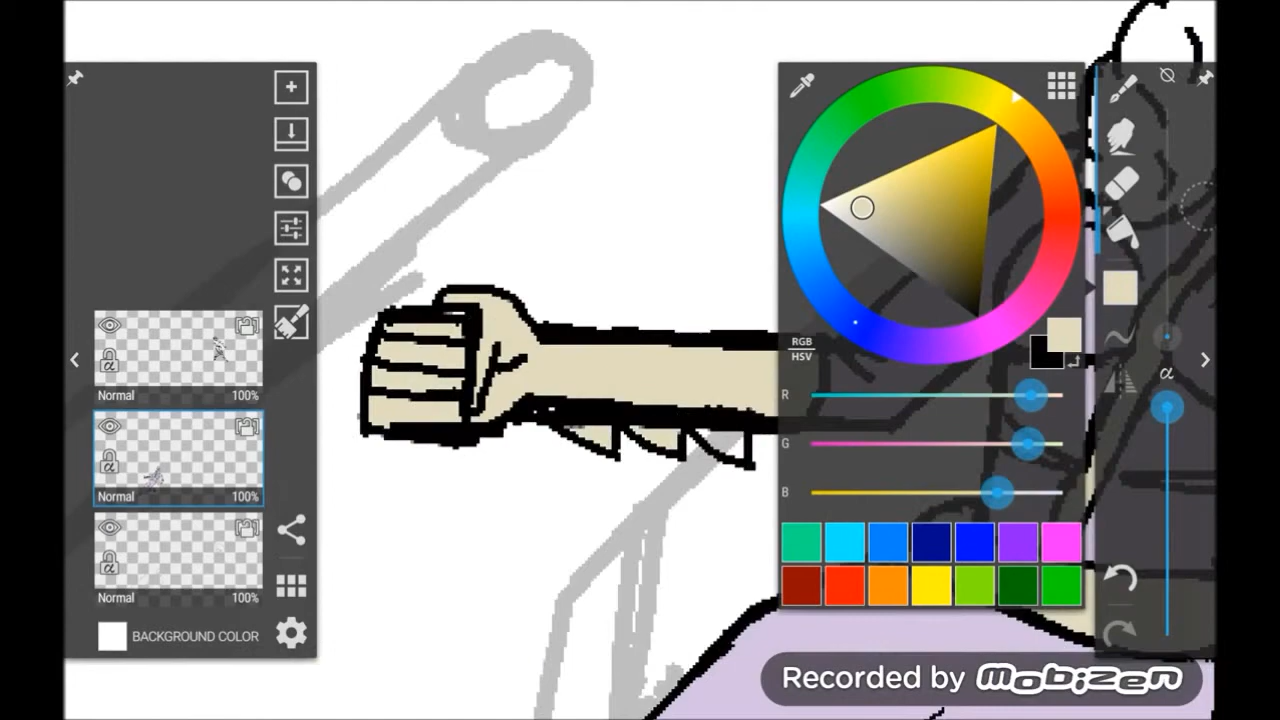 RGB
HSV
α
R
G
B
α
Normal 100%
α
Normal 100%
α
Normal 100%
BACKGROUND COLOR
α
Recorded by mobizen